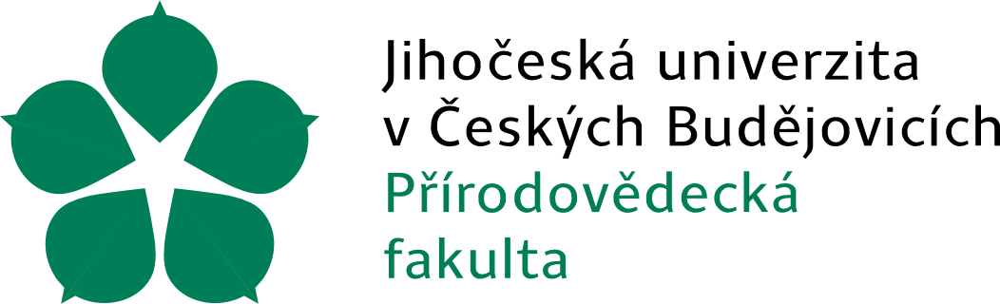 Jihočeská univerzita
v Českých Budějovicích
Přírodovědecká
fakulta